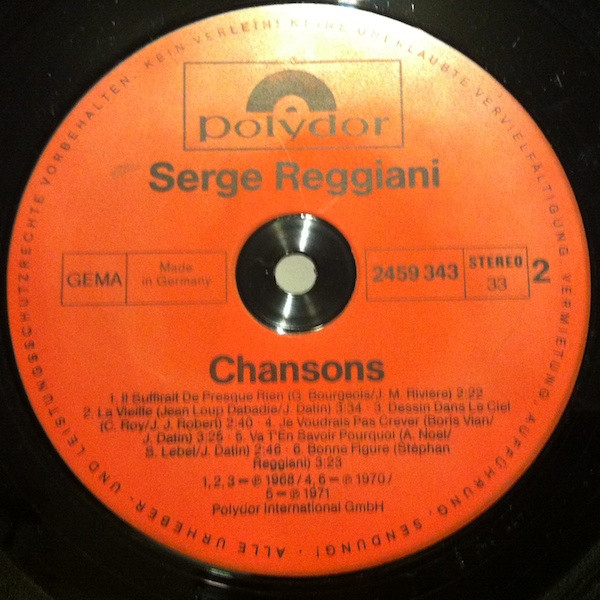 polydor
Serge Reggiani
GEMA
Made
in Germany
2459 343
STEREO
33
2
Chansons
1. Il Suffirait De Presque Rien (G. Bourgeois/J. M. Rivière) 2:22
2. La Vieille (Jean Loup Dabadie/J. Datin) 3:34 · 3. Dessin Dans Le Ciel
(C. Roy/J. J. Robert) 2:40 · 4. Je Voudrais Pas Crever (Boris Vian/
J. Datin) 3:25 · 5. Va T'En Savoir Pourquoi (A. Noel/
S. Lebel/J. Datin) 2:46 · 6. Bonne Figure (Stéphan
Reggiani) 3:23
1, 2, 3 = ℗ 1968 / 4, 6 = ℗ 1970 /
5 = ℗ 1971
Polydor International GmbH
ALLE URHEBER- UND LEISTUNGSSCHUTZRECHTE VORBEHALTEN. KEIN VERLEIH! KEINE UNERLAUBTE VERVIELFÄLTIGUNG, VERMIETUNG, AUFFÜHRUNG, SENDUNG!